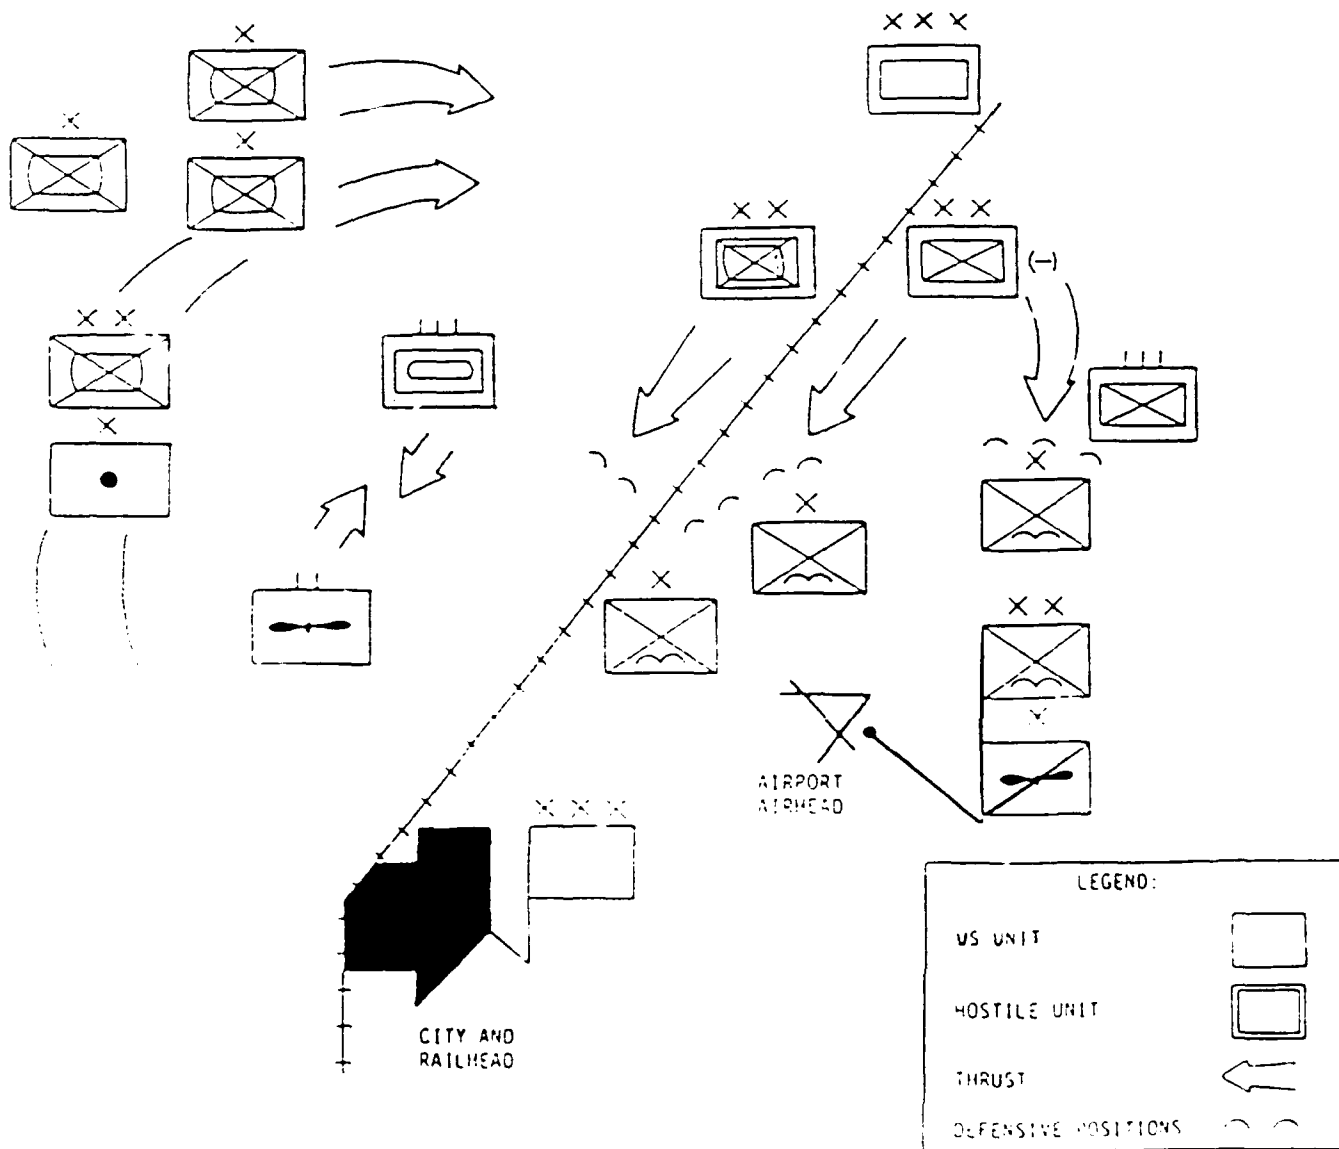 (—)
AIRPORT
AIRHEAD
CITY AND
RAILHEAD
LEGEND:
US UNIT
HOSTILE UNIT
THRUST
DEFENSIVE POSITIONS